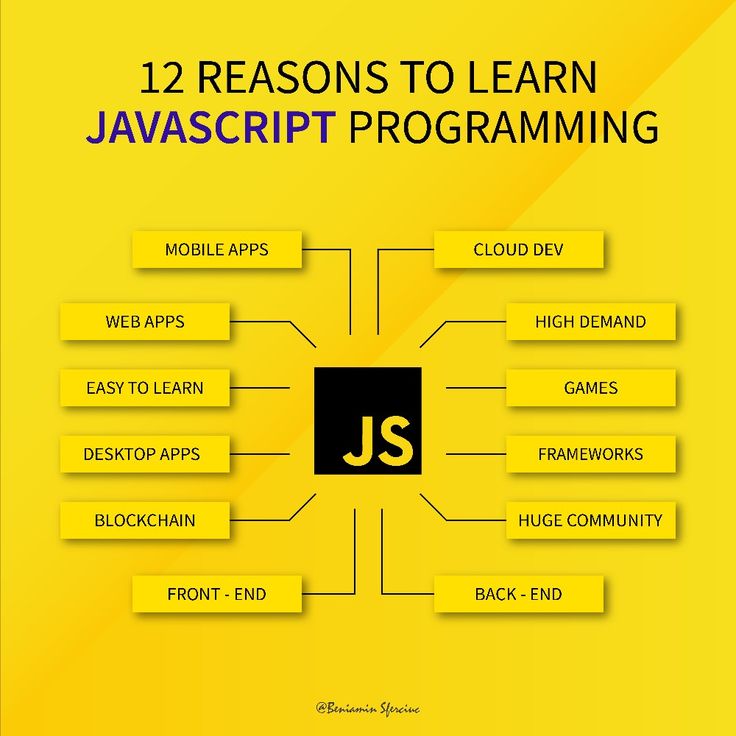 12 REASONS TO LEARN
JAVASCRIPT PROGRAMMING
MOBILE APPS
CLOUD DEV
WEB APPS
HIGH DEMAND
EASY TO LEARN
GAMES
JS
DESKTOP APPS
FRAMEWORKS
BLOCKCHAIN
HUGE COMMUNITY
FRONT - END
BACK - END
@Beniamin Sferciuc